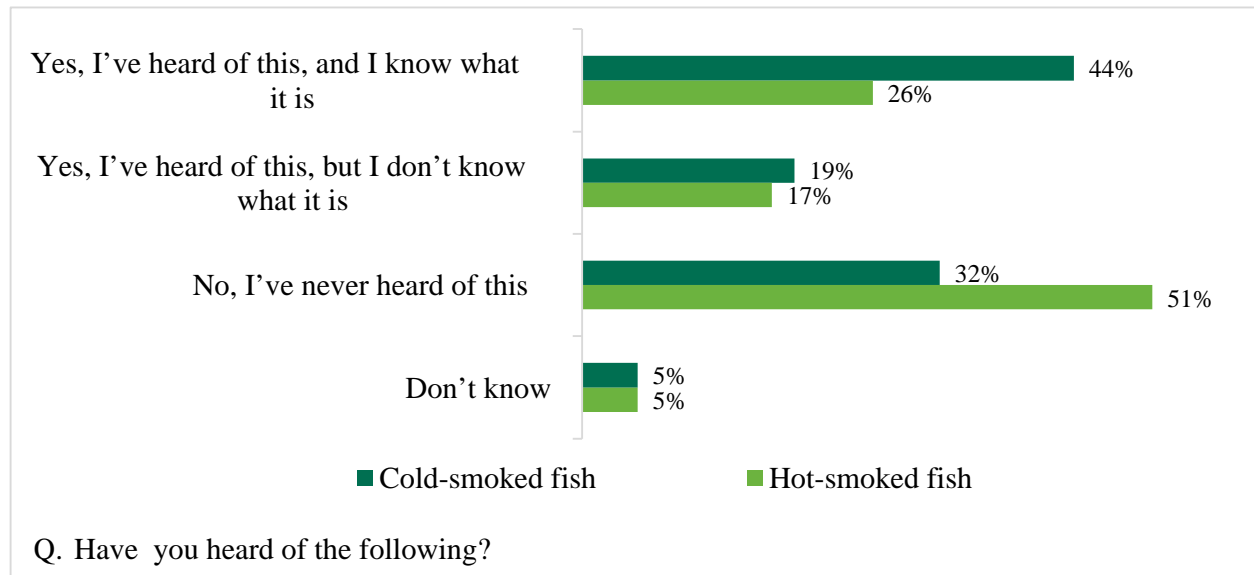 Yes, I’ve heard of this, and I know what
it is
44%
26%
Yes, I’ve heard of this, but I don’t know
what it is
19%
17%
No, I’ve never heard of this
32%
51%
Don’t know
5%
5%
Cold-smoked fish
Hot-smoked fish
Q. Have you heard of the following?